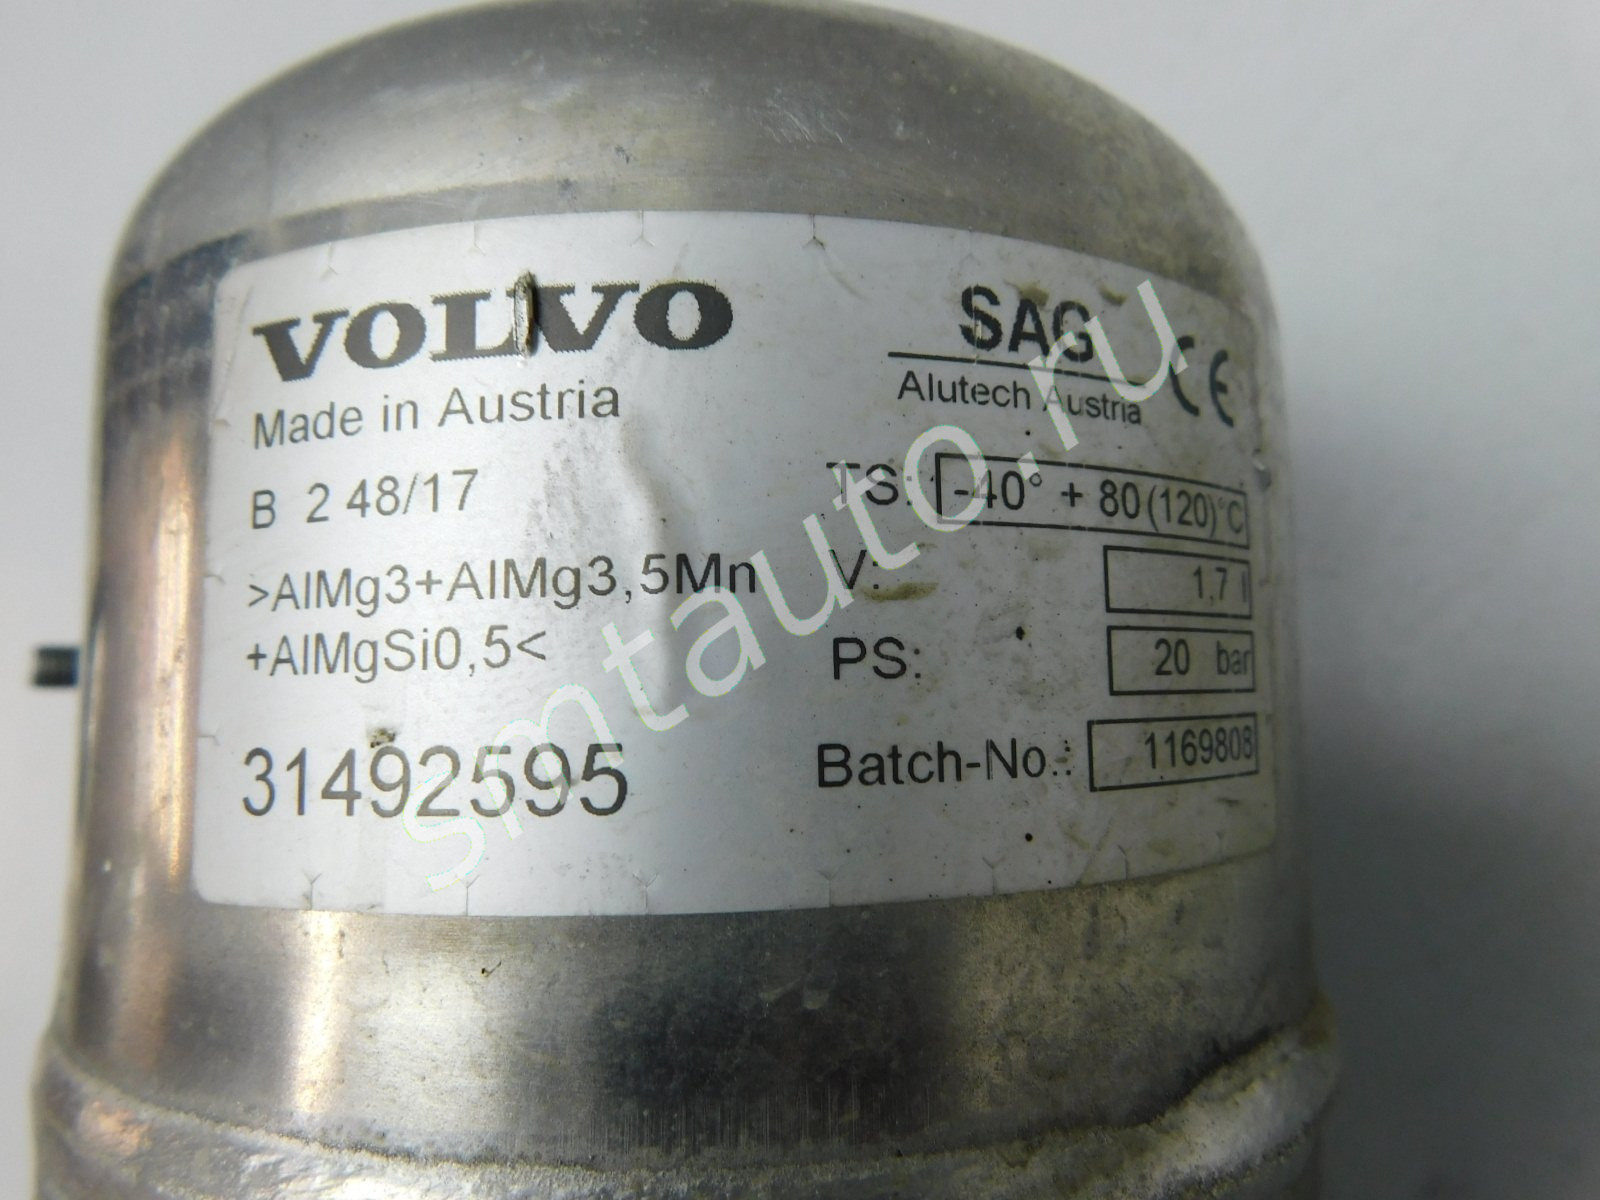 VOLVO
Made in Austria
B 2 48/17
>AlMg3+AlMg3,5Mn
+AlMgSi0,5<
31492595
SAG
Alutech Austria
CE
TS: -40° + 80 (120)°C
V: 1,7 l
PS: 20 bar
Batch-No.: 1169808
smtauto.ru